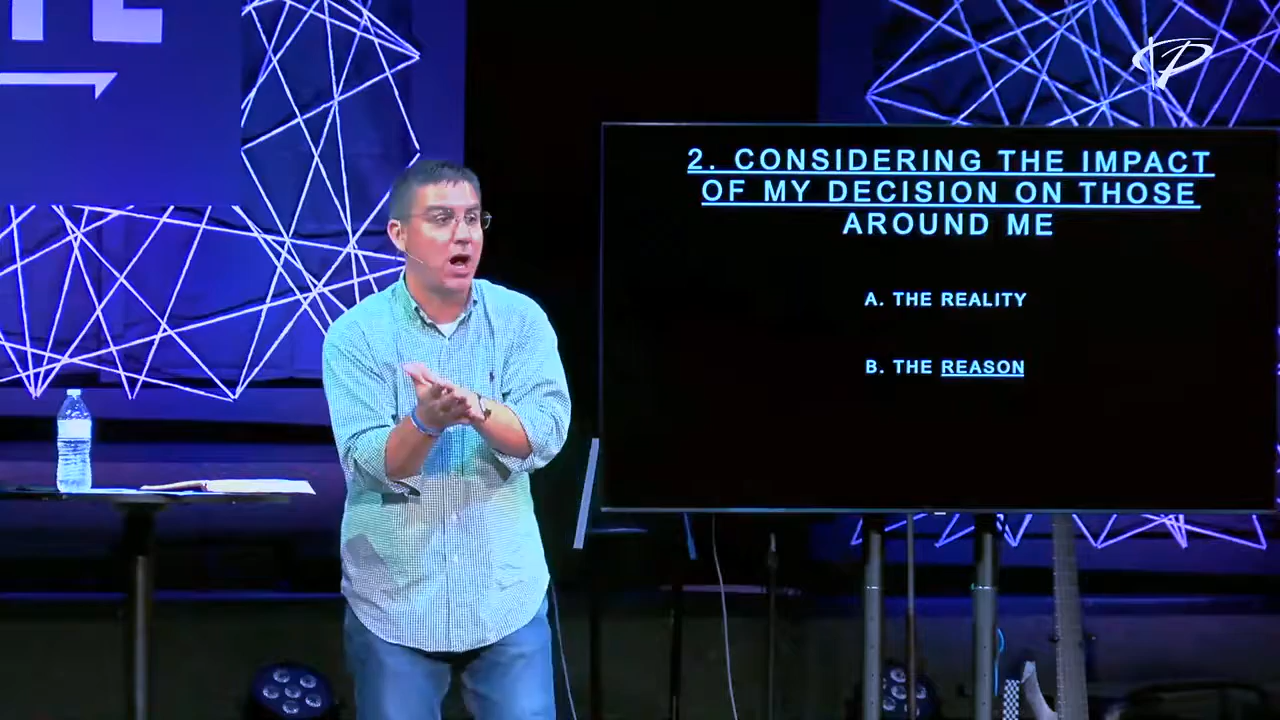 2. CONSIDERING THE IMPACT
OF MY DECISION ON THOSE
AROUND ME
A. THE REALITY
B. THE REASON